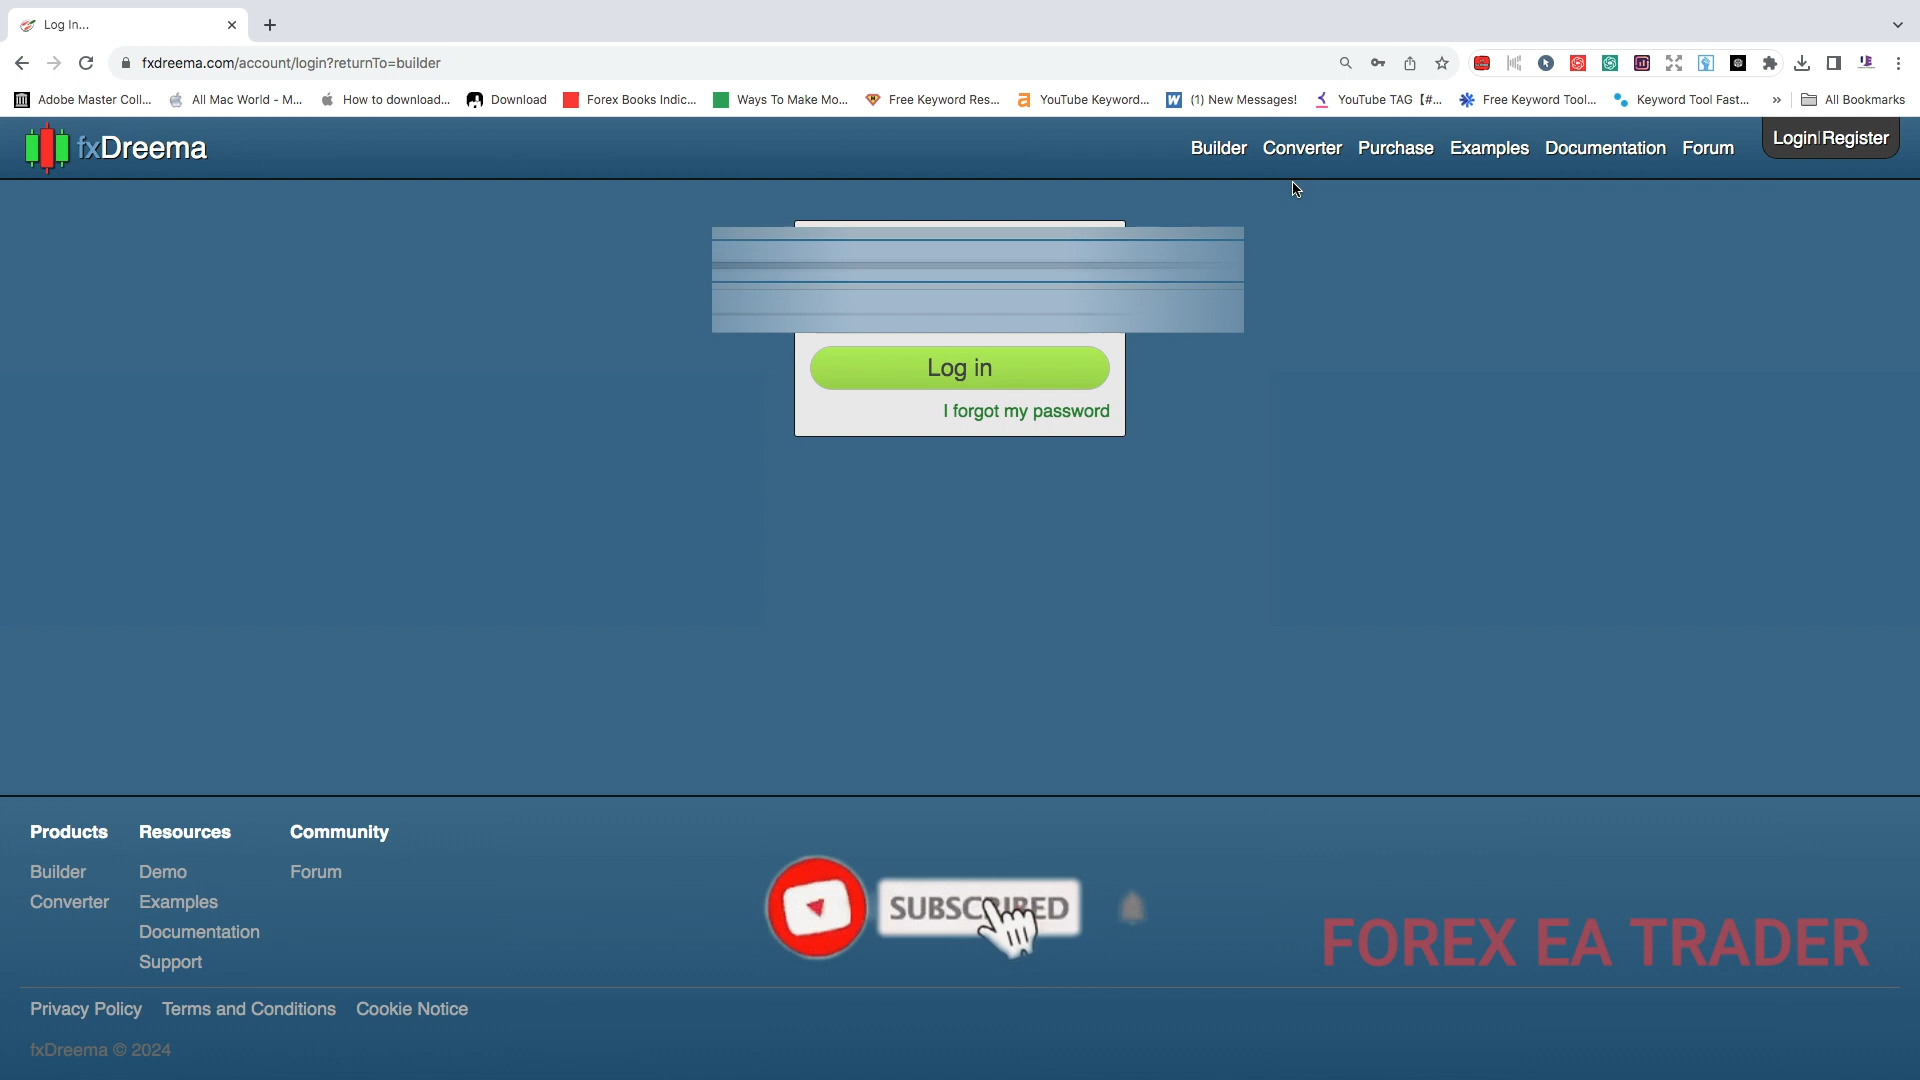 Log In...
fxdreema.com/account/login?returnTo=builder
Adobe Master Coll...
All Mac World - M...
How to download...
Download
Forex Books Indic...
Ways To Make Mo...
Free Keyword Res...
YouTube Keyword...
(1) New Messages!
YouTube TAG【#...
Free Keyword Tool...
Keyword Tool Fast...
»
All Bookmarks
fxDreema
Builder
Converter
Purchase
Examples
Documentation
Forum
Login|Register
Log in
I forgot my password
Products
Resources
Community
Builder
Demo
Forum
Converter
Examples
Documentation
Support
SUBSCRIBED
FOREX EA TRADER
Privacy Policy
Terms and Conditions
Cookie Notice
fxDreema © 2024